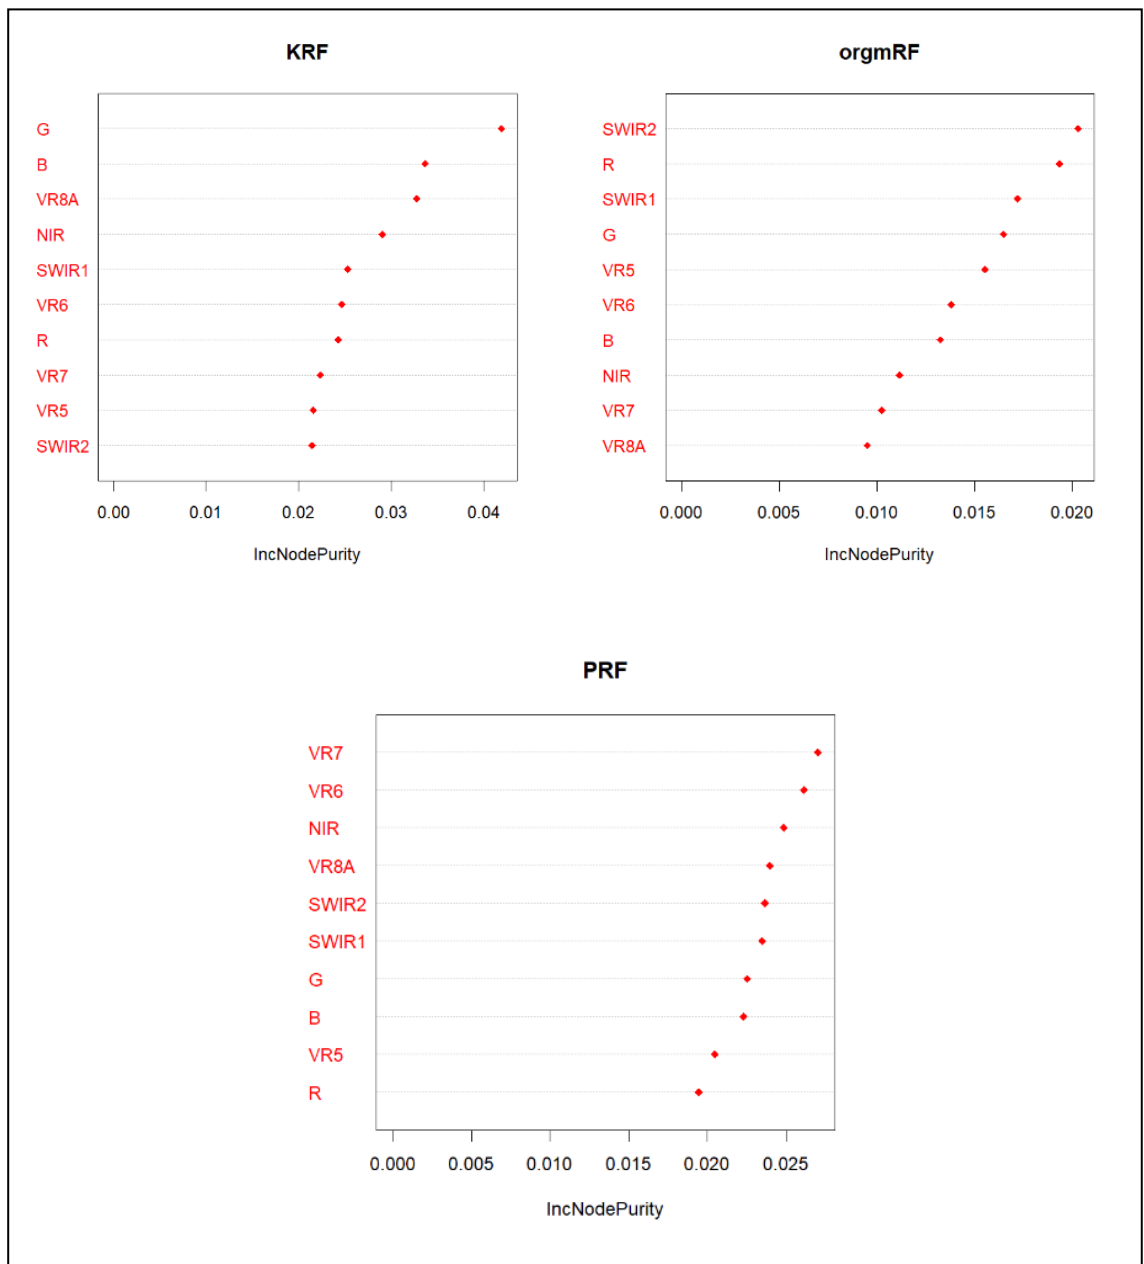 KRF
G
B
VR8A
NIR
SWIR1
VR6
R
VR7
VR5
SWIR2
0.00 0.01 0.02 0.03 0.04
IncNodePurity
orgmRF
SWIR2
R
SWIR1
G
VR5
VR6
B
NIR
VR7
VR8A
0.000 0.005 0.010 0.015 0.020
IncNodePurity
PRF
VR7
VR6
NIR
VR8A
SWIR2
SWIR1
G
B
VR5
R
0.000 0.005 0.010 0.015 0.020 0.025
IncNodePurity